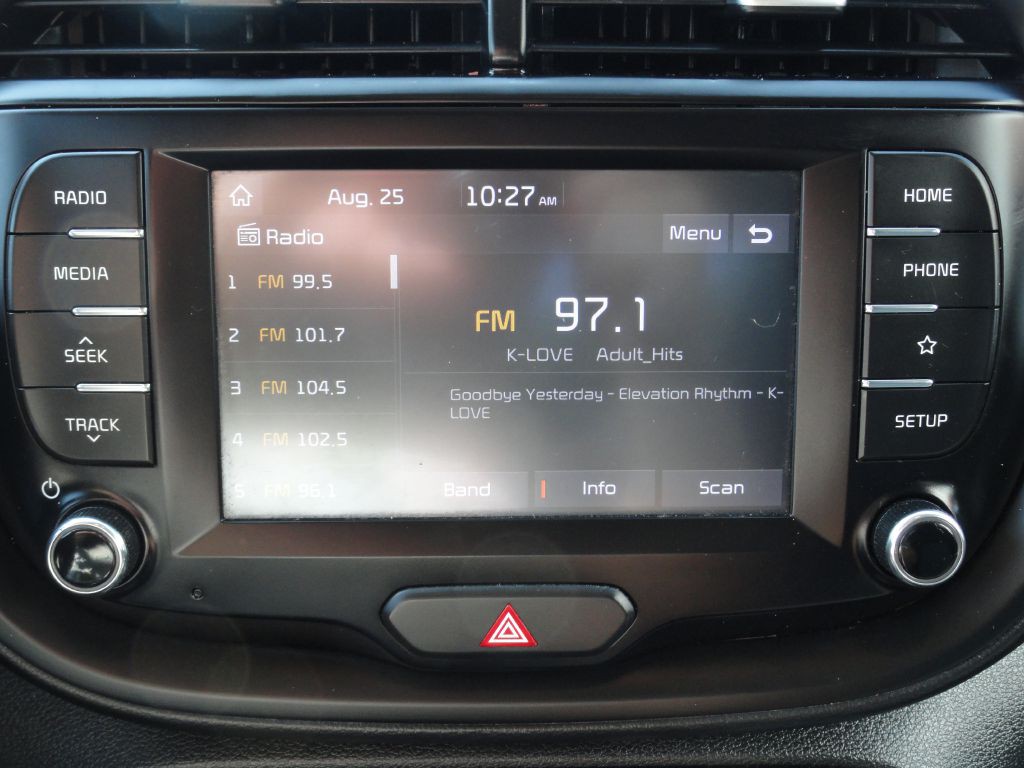 RADIO
MEDIA
SEEK
TRACK
Aug. 25 10:27 AM
Radio Menu
1 FM 99.5
2 FM 101.7
3 FM 104.5
4 FM 102.5
5 FM 96.1
FM 97.1
K-LOVE Adult_Hits
Goodbye Yesterday - Elevation Rhythm - K-
LOVE
Band Info Scan
HOME
PHONE
SETUP